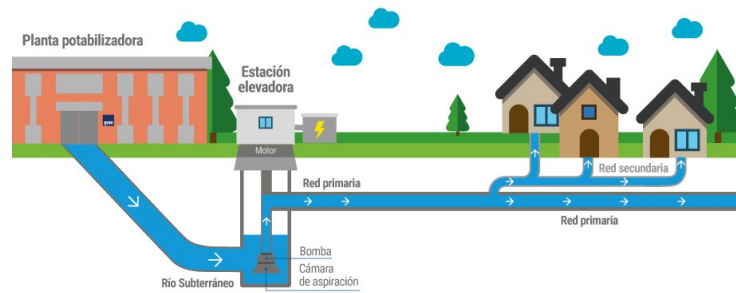 Planta potabilizadora
Estación
elevadora
Motor
Red primaria
Red secundaria
Red primaria
Bomba
Cámara
de aspiración
Río Subterráneo